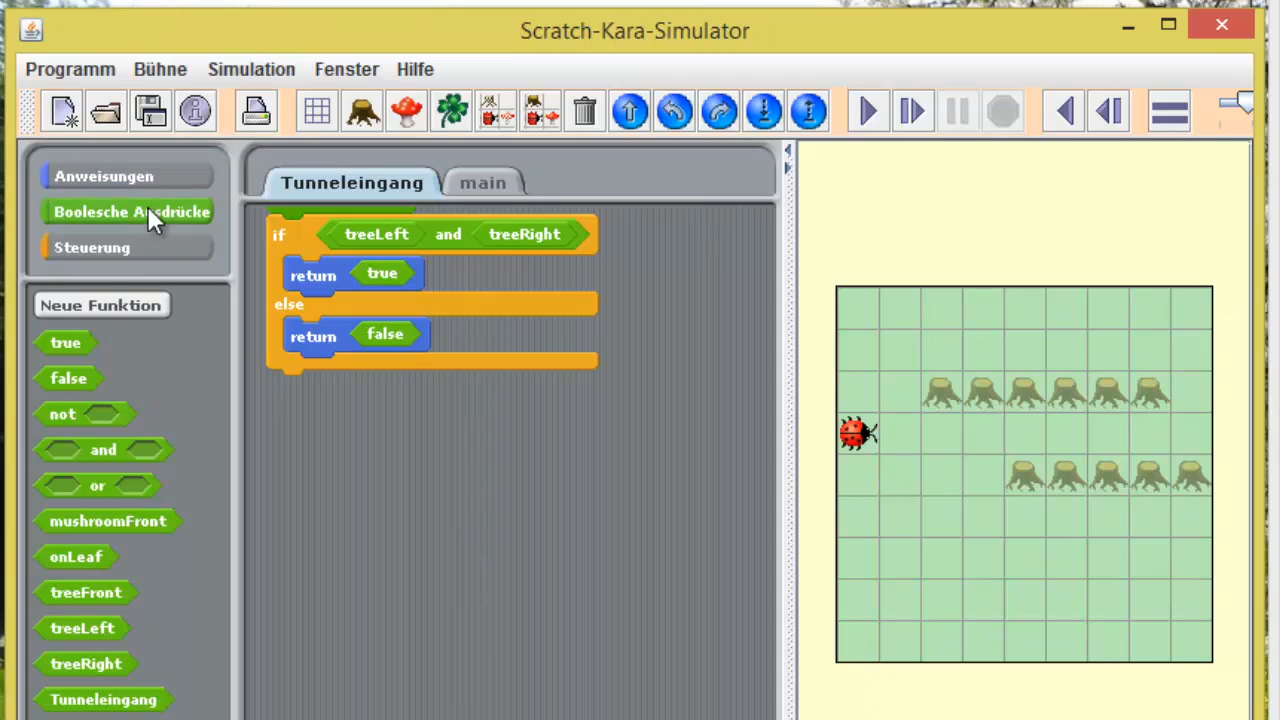 Scratch-Kara-Simulator
Programm Bühne Simulation Fenster Hilfe
Anweisungen
Boolesche Ausdrücke
Steuerung
Neue Funktion
true
false
not
and
or
mushroomFront
onLeaf
treeFront
treeLeft
treeRight
Tunneleingang
Tunneleingang main
if treeLeft and treeRight
return true
else
return false